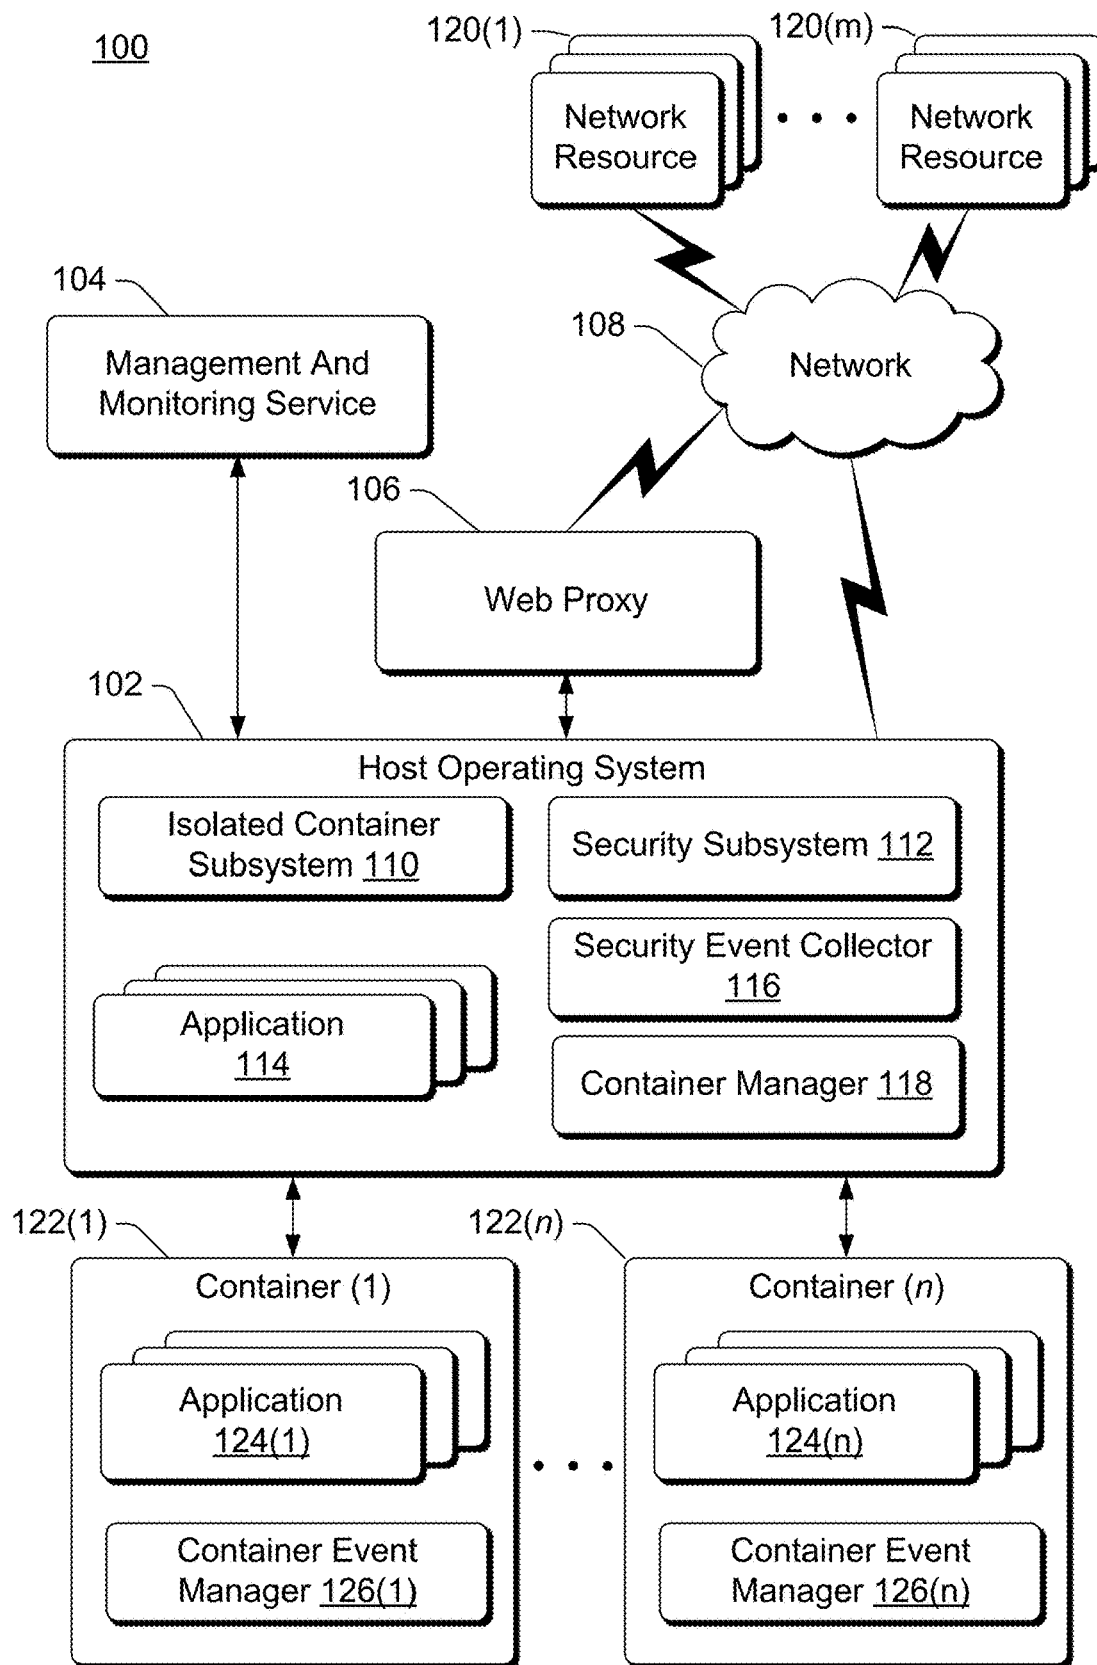 100
120(1)
120(m)
Network
Resource
Network
Resource
104
Management And
Monitoring Service
108
Network
106
Web Proxy
102
Host Operating System
Isolated Container
Subsystem 110
Security Subsystem 112
Security Event Collector
116
Application
114
Container Manager 118
122(1)
122(n)
Container (1)
Container (n)
Application
124(1)
Application
124(n)
Container Event
Manager 126(1)
Container Event
Manager 126(n)